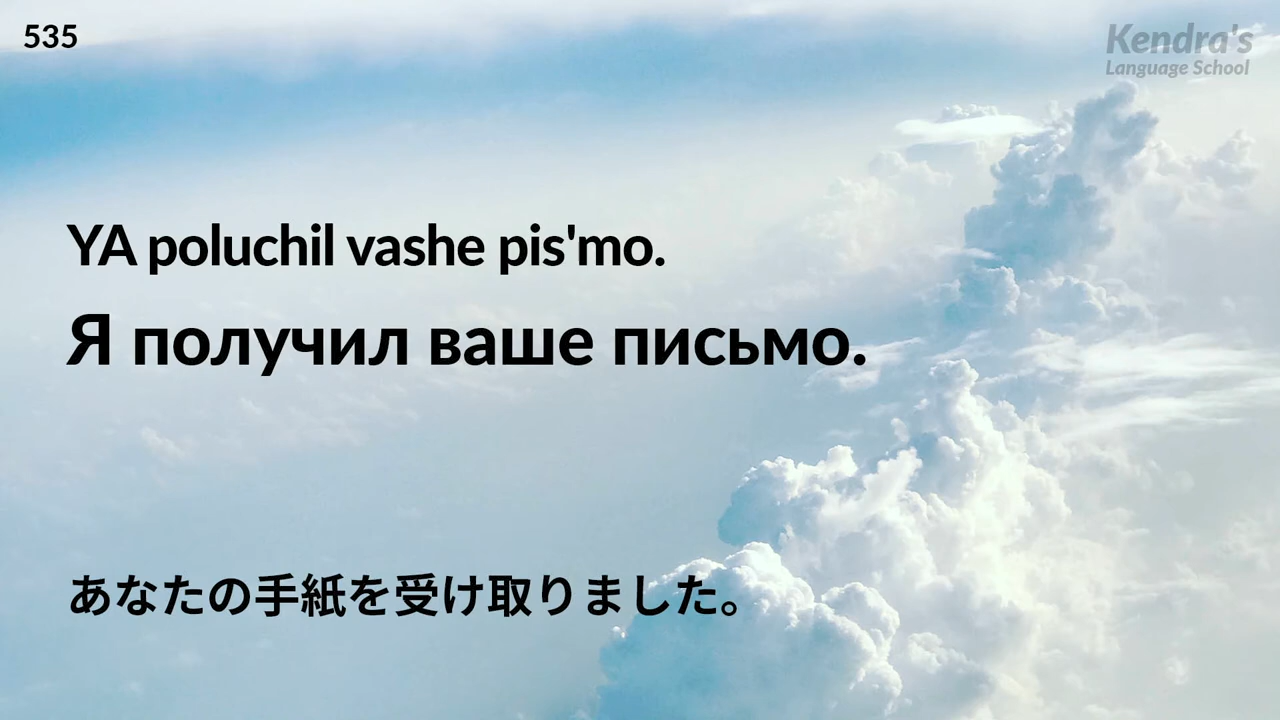 535
Kendra's
Language School
YA poluchil vashe pis'mo.
Я получил ваше письмо.
あなたの手紙を受け取りました。